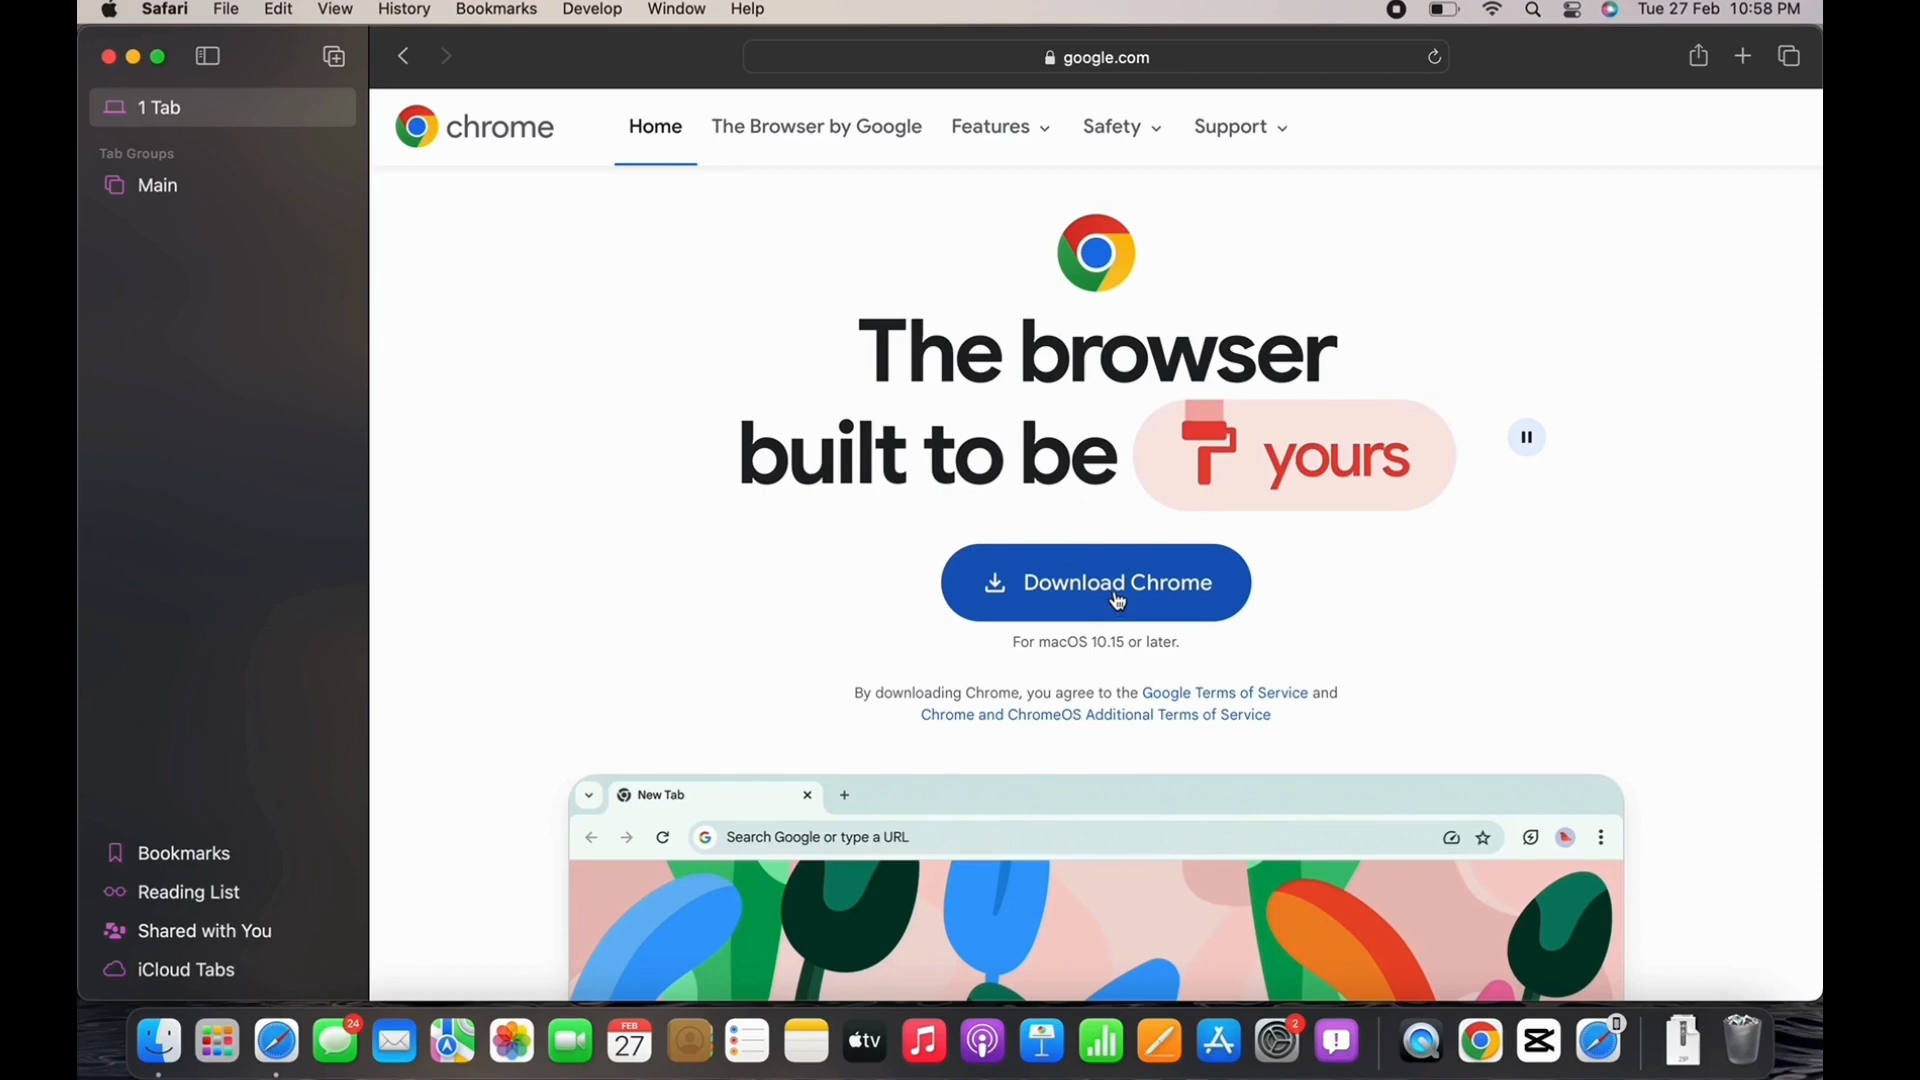 Safari File Edit View History Bookmarks Develop Window Help Tue 27 Feb 10:58 PM
google.com
1 Tab
Tab Groups
Main
Bookmarks
Reading List
Shared with You
iCloud Tabs
chrome Home The Browser by Google Features Safety Support
The browser
built to be yours
Download Chrome
For macOS 10.15 or later.
By downloading Chrome, you agree to the Google Terms of Service and
Chrome and ChromeOS Additional Terms of Service
New Tab
Search Google or type a URL
24
FEB
27
tv
2
ZIP